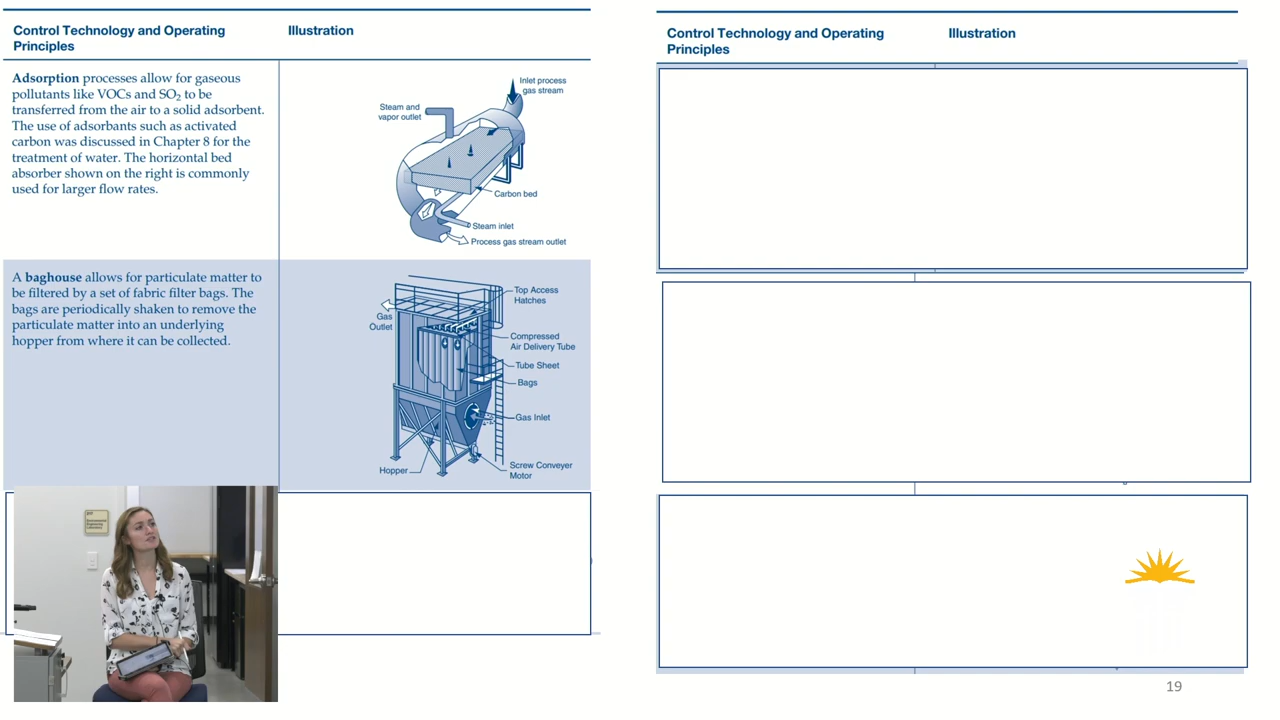 Control Technology and Operating
Principles
Illustration
Adsorption processes allow for gaseous
pollutants like VOCs and SO₂ to be
transferred from the air to a solid adsorbent.
The use of adsorbants such as activated
carbon was discussed in Chapter 8 for the
treatment of water. The horizontal bed
absorber shown on the right is commonly
used for larger flow rates.
Inlet process
gas stream
Steam and
vapor outlet
Carbon bed
Steam inlet
Process gas stream outlet
A baghouse allows for particulate matter to
be filtered by a set of fabric filter bags. The
bags are periodically shaken to remove the
particulate matter into an underlying
hopper from where it can be collected.
Top Access
Hatches
Gas
Outlet
Compressed
Air Delivery Tube
Tube Sheet
Bags
Gas Inlet
Hopper
Screw Conveyer
Motor
Control Technology and Operating
Principles
Illustration
19